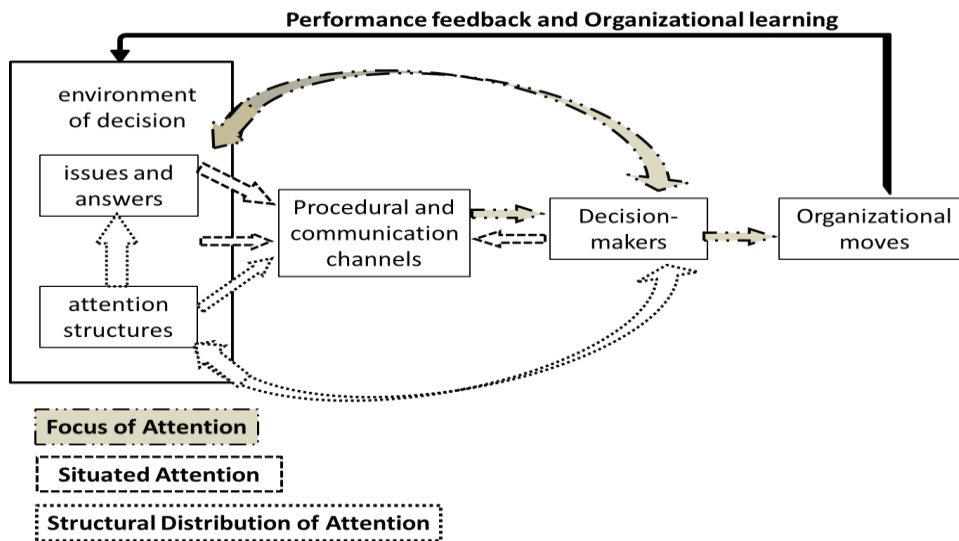 Performance feedback and Organizational learning
environment
of decision
issues and
answers
Procedural and
communication
channels
Decision-
makers
Organizational
moves
attention
structures
Focus of Attention
Situated Attention
Structural Distribution of Attention